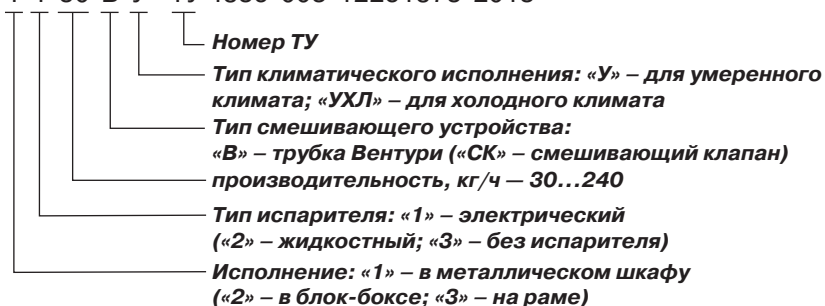 Номер ТУ
Тип климатического исполнения: «У» – для умеренного
климата; «УХЛ» – для холодного климата
Тип смешивающего устройства:
«В» – трубка Вентури («СК» – смешивающий клапан)
производительность, кг/ч — 30...240
Тип испарителя: «1» – электрический
(«2» – жидкостный; «3» – без испарителя)
Исполнение: «1» – в металлическом шкафу
(«2» – в блок-боксе; «3» – на раме)